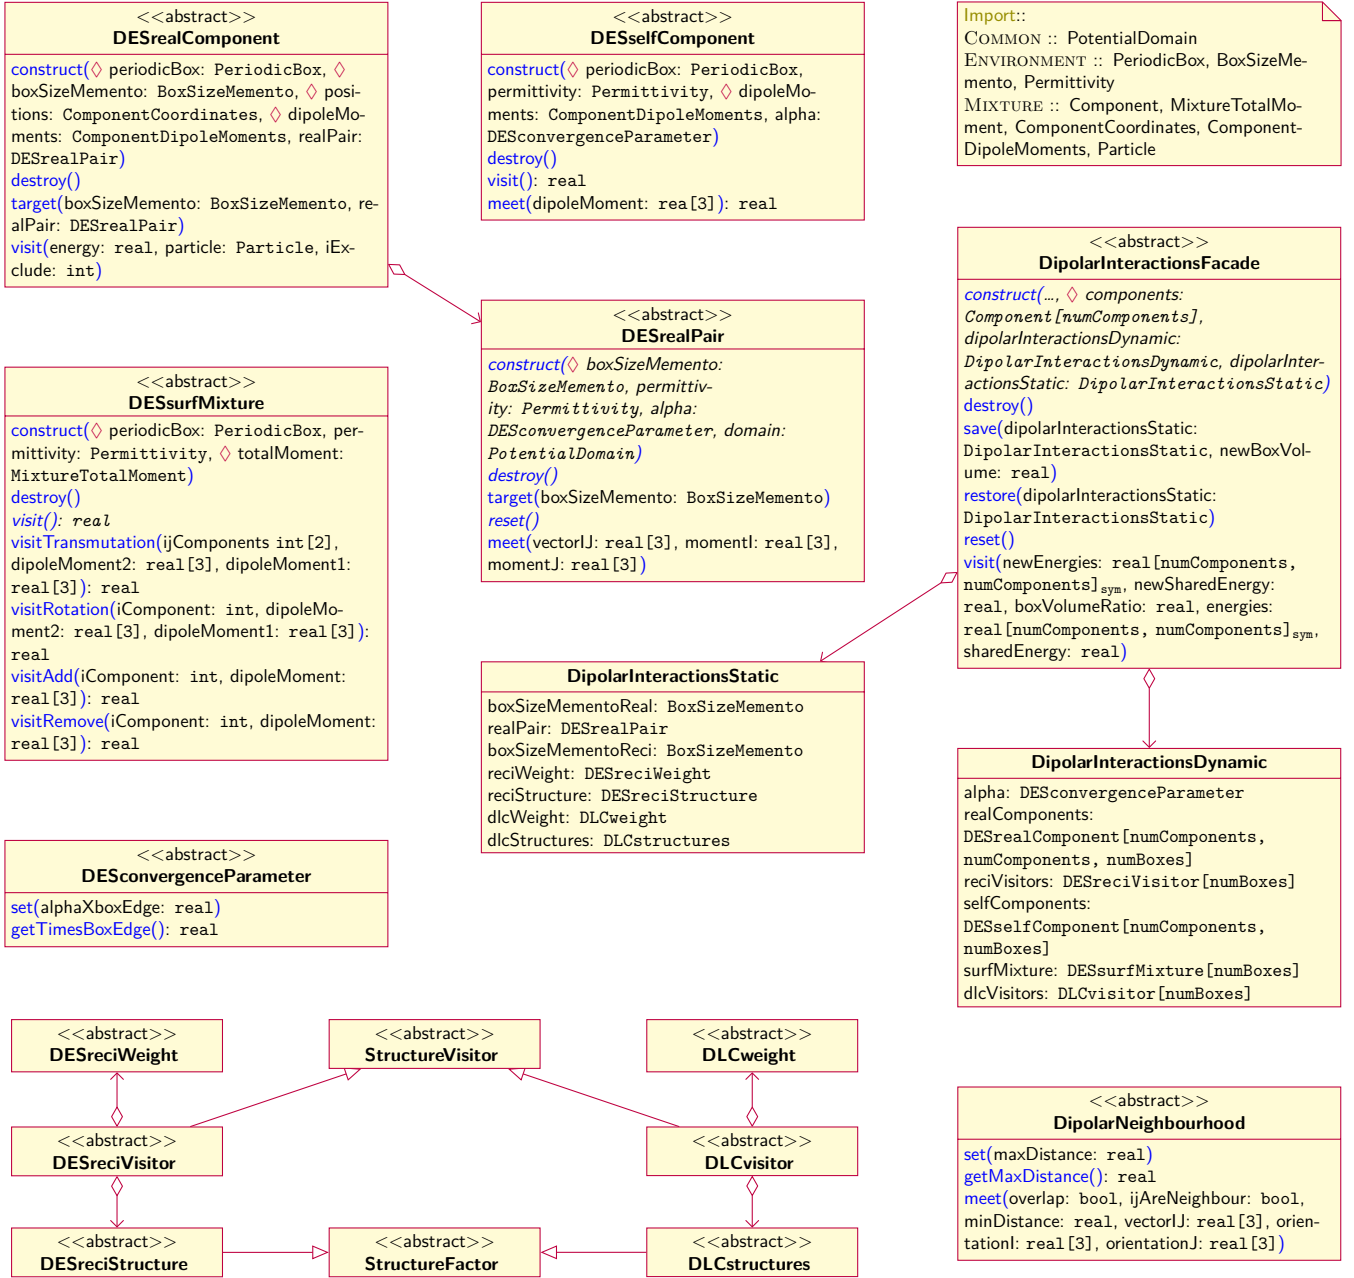 <<abstract>>
DESrealComponent
construct(♢ periodicBox: PeriodicBox, ♢
boxSizeMemento: BoxSizeMemento, ♢ posi-
tions: ComponentCoordinates, ♢ dipoleMo-
ments: ComponentDipoleMoments, realPair:
DESrealPair)
destroy()
target(boxSizeMemento: BoxSizeMemento, re-
alPair: DESrealPair)
visit(energy: real, particle: Particle, iEx-
clude: int)
<<abstract>>
DESselfComponent
construct(♢ periodicBox: PeriodicBox,
permittivity: Permittivity, ♢ dipoleMo-
ments: ComponentDipoleMoments, alpha:
DESconvergenceParameter)
destroy()
visit(): real
meet(dipoleMoment: rea[3]): real
Import::
COMMON :: PotentialDomain
ENVIRONMENT :: PeriodicBox, BoxSizeMe-
mento, Permittivity
MIXTURE :: Component, MixtureTotalMo-
ment, ComponentCoordinates, Component-
DipoleMoments, Particle
<<abstract>>
DipolarInteractionsFacade
construct(…, ♢ components:
Component[numComponents],
dipolarInteractionsDynamic:
DipolarInteractionsDynamic, dipolarInter-
actionsStatic: DipolarInteractionsStatic)
destroy()
save(dipolarInteractionsStatic:
DipolarInteractionsStatic, newBoxVol-
ume: real)
restore(dipolarInteractionsStatic:
DipolarInteractionsStatic)
reset()
visit(newEnergies: real[numComponents,
numComponents]sym, newSharedEnergy:
real, boxVolumeRatio: real, energies:
real[numComponents, numComponents]sym,
sharedEnergy: real)
<<abstract>>
DESrealPair
construct(♢ boxSizeMemento:
BoxSizeMemento, permittiv-
ity: Permittivity, alpha:
DESconvergenceParameter, domain:
PotentialDomain)
destroy()
target(boxSizeMemento: BoxSizeMemento)
reset()
meet(vectorIJ: real[3], momentI: real[3],
momentJ: real[3])
<<abstract>>
DESsurfMixture
construct(♢ periodicBox: PeriodicBox, per-
mittivity: Permittivity, ♢ totalMoment:
MixtureTotalMoment)
destroy()
visit(): real
visitTransmutation(ijComponents int[2],
dipoleMoment2: real[3], dipoleMoment1:
real[3]): real
visitRotation(iComponent: int, dipoleMo-
ment2: real[3], dipoleMoment1: real[3]):
real
visitAdd(iComponent: int, dipoleMoment:
real[3]): real
visitRemove(iComponent: int, dipoleMoment:
real[3]): real
DipolarInteractionsStatic
boxSizeMementoReal: BoxSizeMemento
realPair: DESrealPair
boxSizeMementoReci: BoxSizeMemento
reciWeight: DESreciWeight
reciStructure: DESreciStructure
dlcWeight: DLCweight
dlcStructures: DLCstructures
DipolarInteractionsDynamic
alpha: DESconvergenceParameter
realComponents:
DESrealComponent[numComponents,
numComponents, numBoxes]
reciVisitors: DESreciVisitor[numBoxes]
selfComponents:
DESselfComponent[numComponents,
numBoxes]
surfMixture: DESsurfMixture[numBoxes]
dlcVisitors: DLCvisitor[numBoxes]
<<abstract>>
DESconvergenceParameter
set(alphaXboxEdge: real)
getTimesBoxEdge(): real
<<abstract>>
DESreciWeight
<<abstract>>
StructureVisitor
<<abstract>>
DLCweight
<<abstract>>
DESreciVisitor
<<abstract>>
DLCvisitor
<<abstract>>
DESreciStructure
<<abstract>>
StructureFactor
<<abstract>>
DLCstructures
<<abstract>>
DipolarNeighbourhood
set(maxDistance: real)
getMaxDistance(): real
meet(overlap: bool, ijAreNeighbour: bool,
minDistance: real, vectorIJ: real[3], orien-
tationI: real[3], orientationJ: real[3])